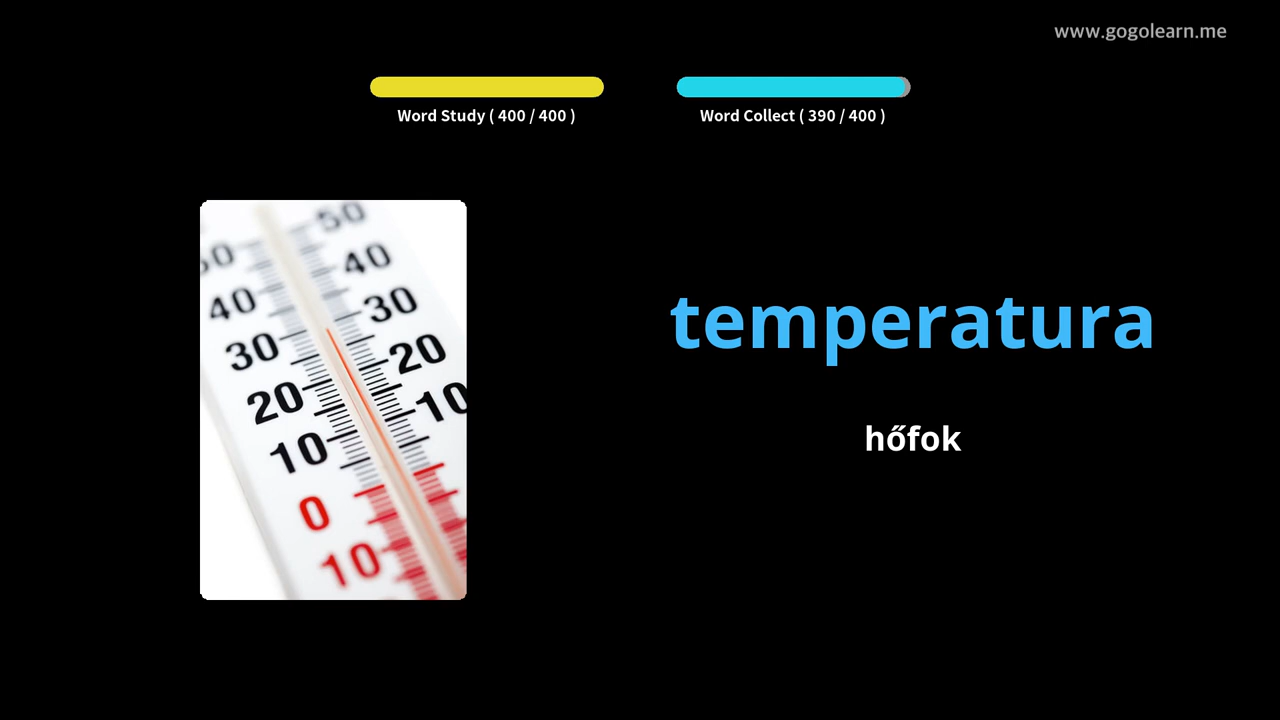 www.gogolearn.me
Word Study ( 400 / 400 )
Word Collect ( 390 / 400 )
50
50
40
40
30
30
20
20
10
10
0
10
temperatura
hőfok